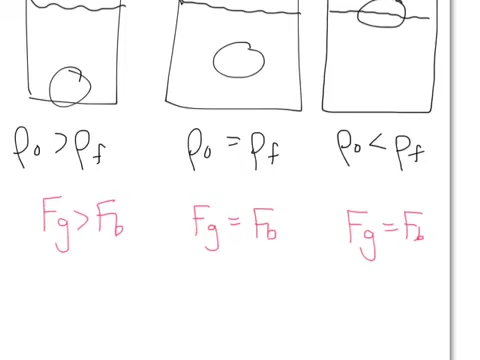 ρo > ρf ρo = ρf ρo < ρf
Fg > Fb Fg = Fb Fg = Fb